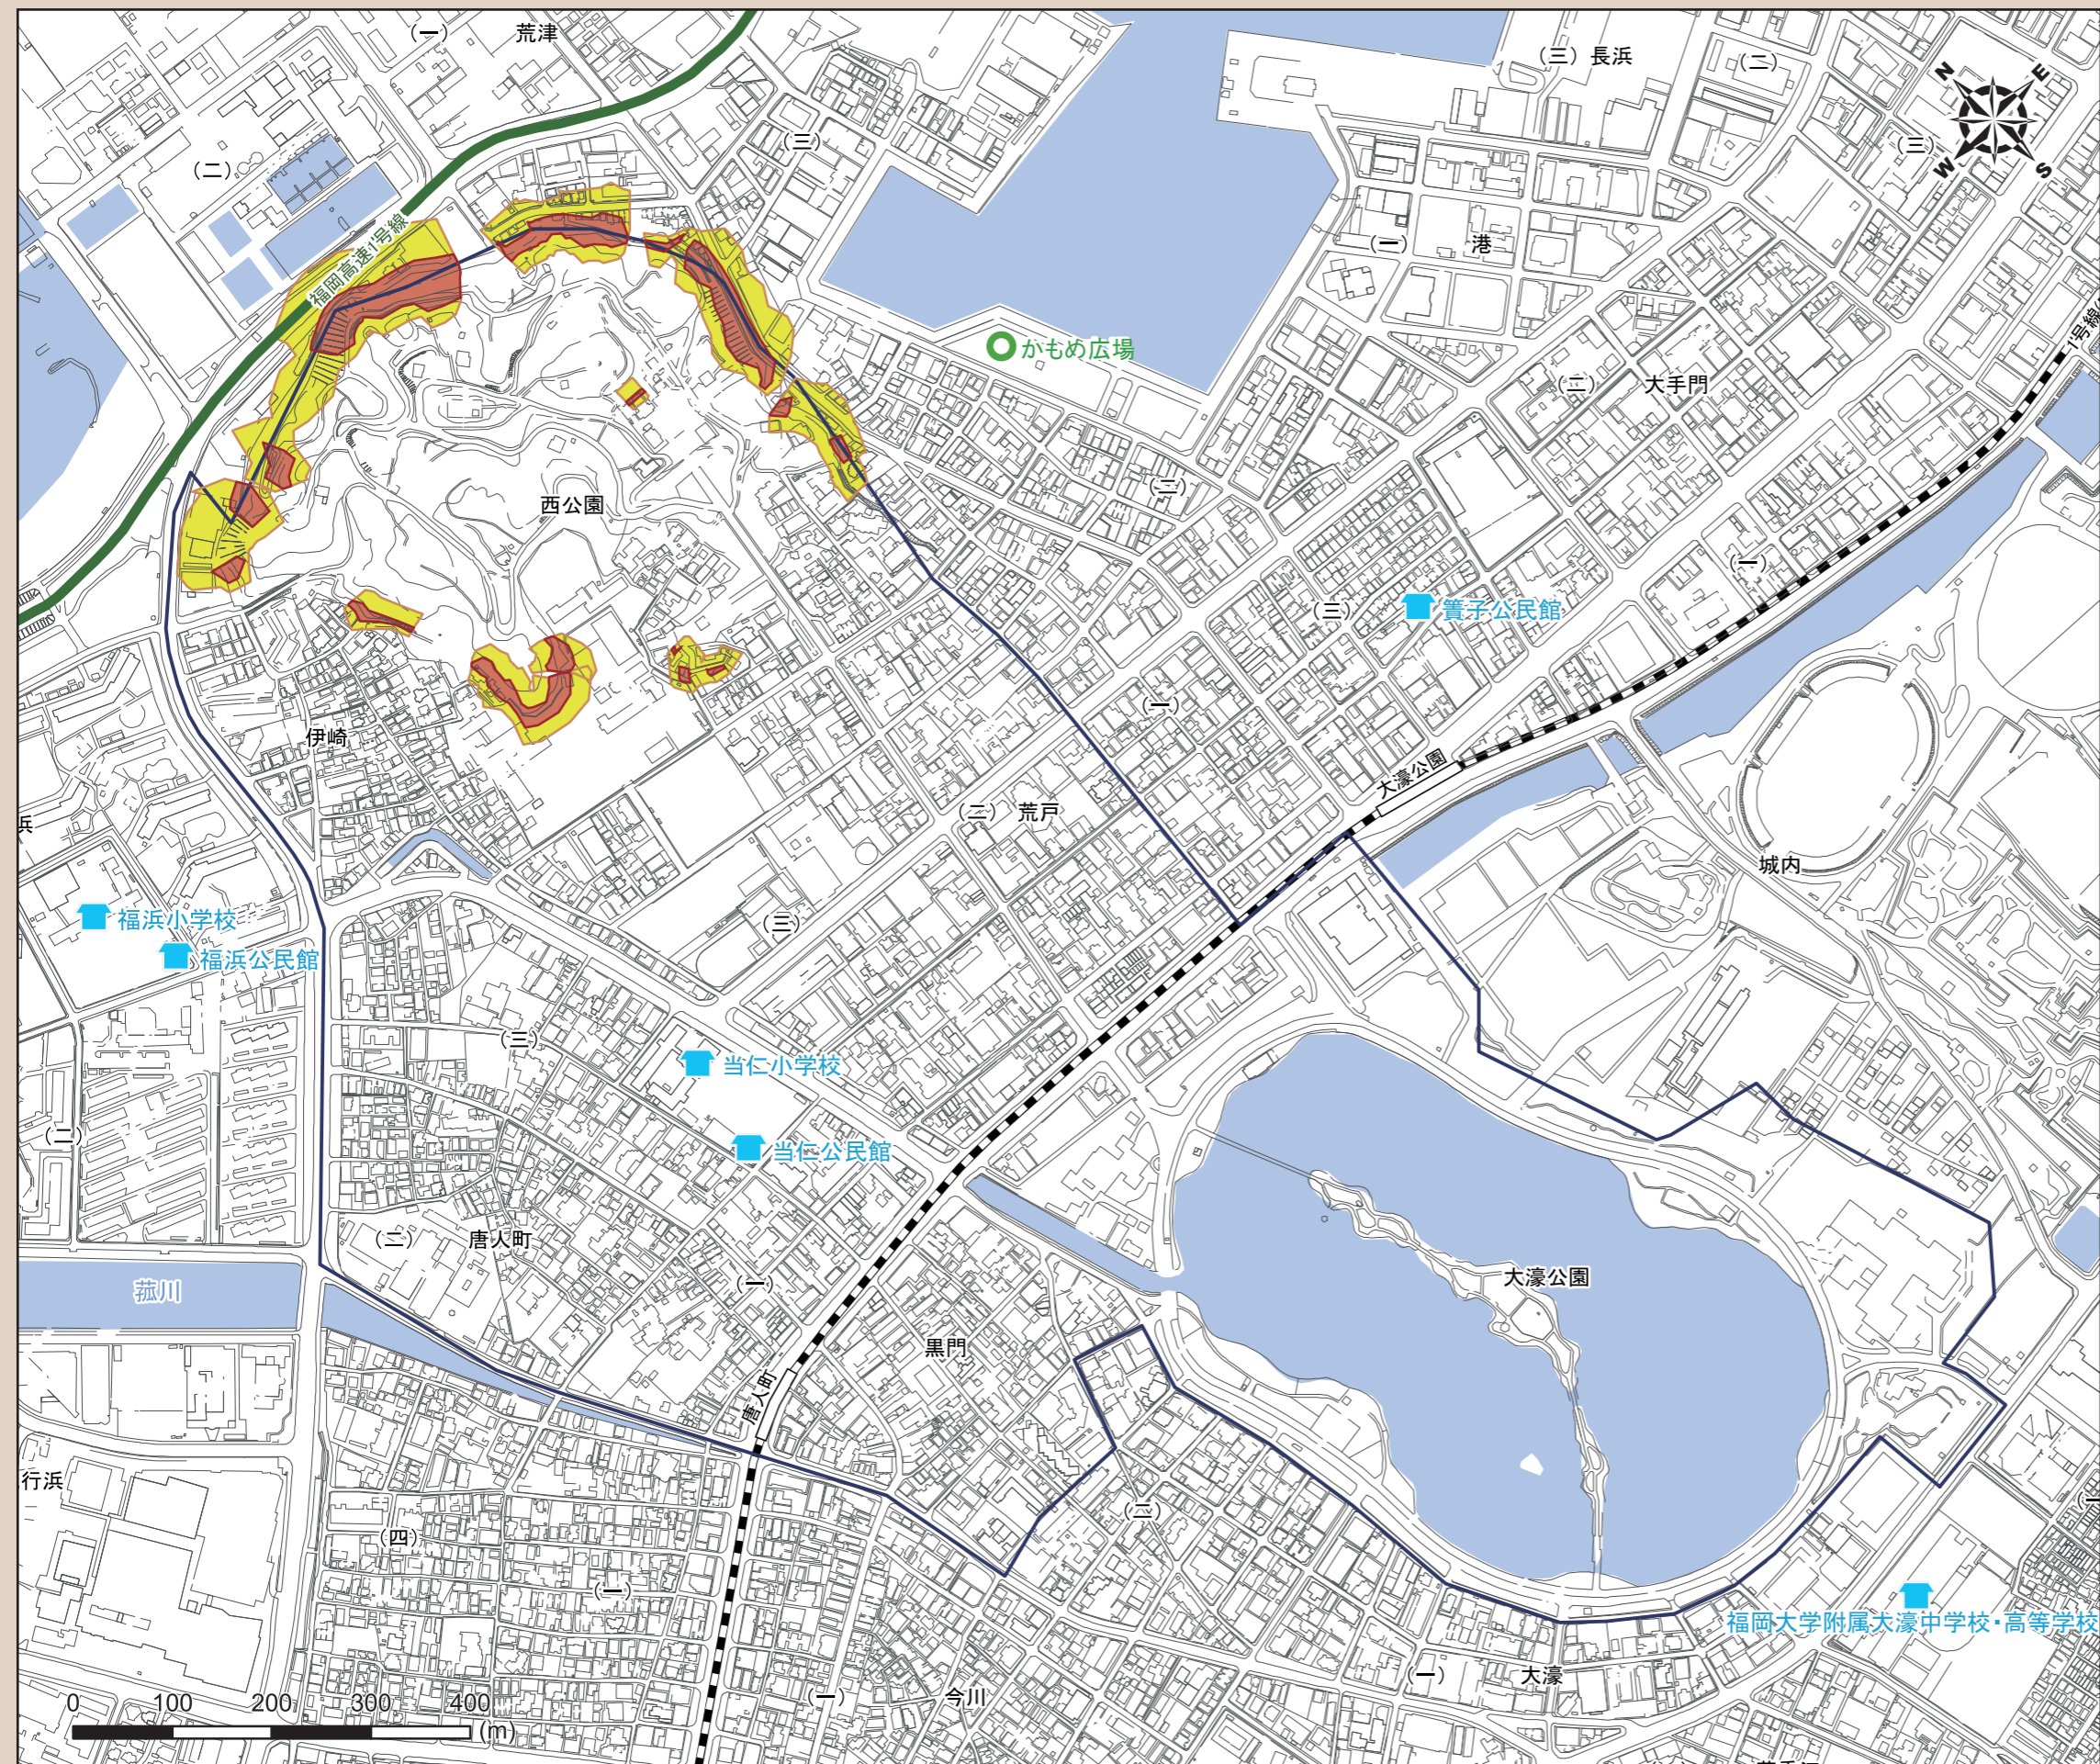 (一)
荒津
(三) 長浜
(二)
N
E
W
S
(三)
(三)
(二)
福岡高速1号線
(一)
港
かもめ広場
1号線
(二)
大手門
西公園
(二)
(一)
(三)
簀子公民館
(一)
伊崎
大濠公園
(二) 荒戸
浜
城内
福浜小学校
(三)
福浜公民館
(三)
当仁小学校
(二)
当仁公民館
(二)
唐人町
(一)
大濠公園
菰川
黒門
唐人町
行浜
(二)
(四)
(一)
福岡大学附属大濠中学校・高等学校
(一)
大濠
(一)
今川
0 100 200 300 400
(m)